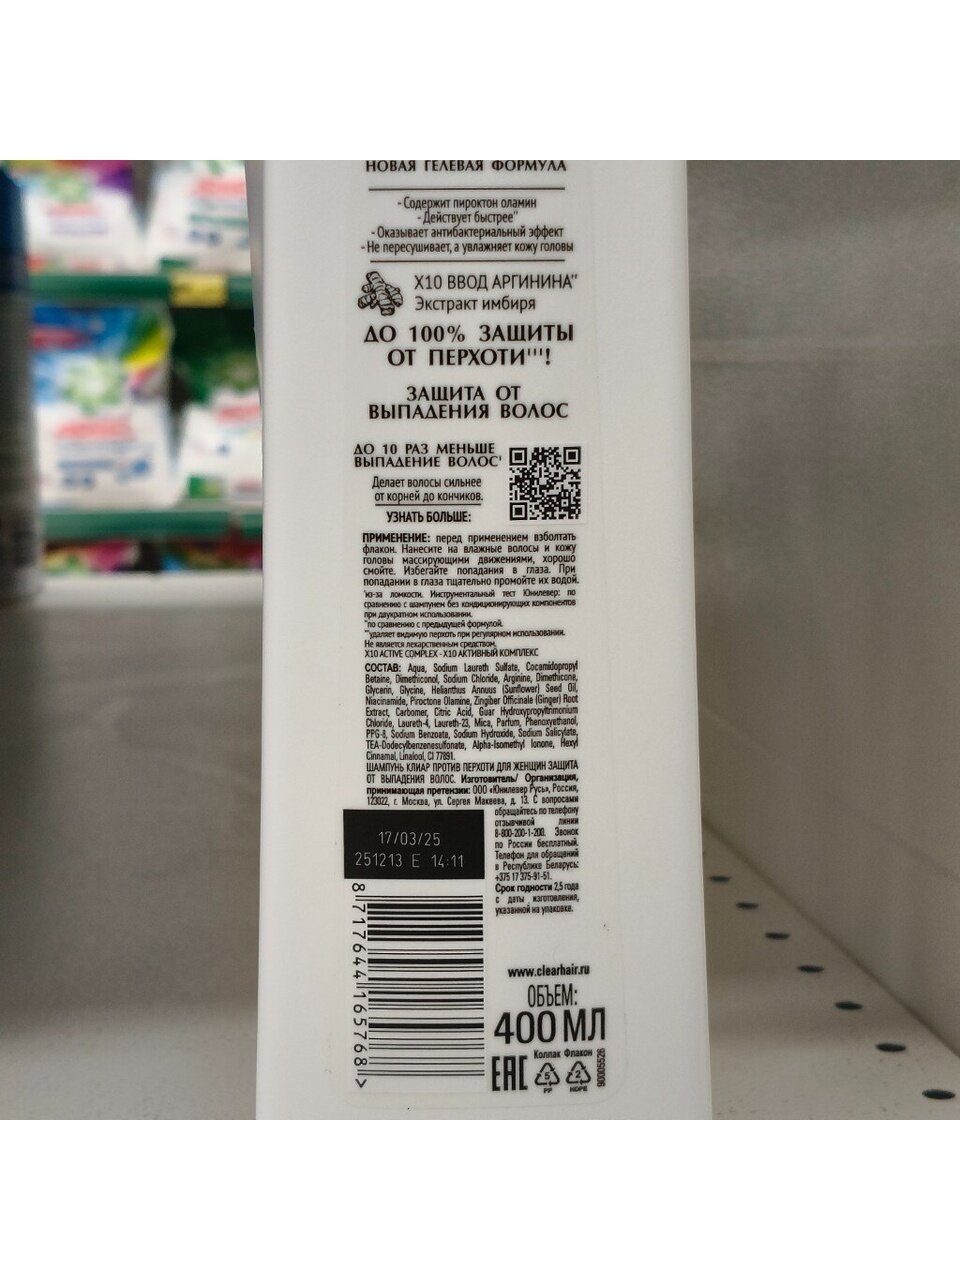 НОВАЯ ГЕЛЕВАЯ ФОРМУЛА
- Содержит пироктон оламин
- Действует быстрее"
- Оказывает антибактериальный эффект
- Не пересушивает, а увлажняет кожу головы
Х10 ВВОД АРГИНИНА"
Экстракт имбиря
ДО 100% ЗАЩИТЫ
ОТ ПЕРХОТИ'''!
ЗАЩИТА ОТ
ВЫПАДЕНИЯ ВОЛОС
ДО 10 РАЗ МЕНЬШЕ
ВЫПАДЕНИЕ ВОЛОС'
Делает волосы сильнее
от корней до кончиков.
УЗНАТЬ БОЛЬШЕ:
ПРИМЕНЕНИЕ: перед применением взболтать
флакон. Нанесите на влажные волосы и кожу
головы массирующими движениями, хорошо
смойте. Избегайте попадания в глаза. При
попадании в глаза тщательно промойте их водой.
'из-за ломкости. Инструментальный тест Юнилевер: по
сравнению с шампунем без кондиционирующих компонентов
при двукратном использовании.
"по сравнению с предыдущей формулой.
'''удаляет видимую перхоть при регулярном использовании.
Не является лекарственным средством.
X10 ACTIVE COMPLEX - X10 АКТИВНЫЙ КОМПЛЕКС
СОСТАВ: Aqua, Sodium Laureth Sulfate, Cocamidopropyl
Betaine, Dimethiconol, Sodium Chloride, Arginine, Dimethicone,
Glycerin, Glycine, Helianthus Annuus (Sunflower) Seed Oil,
Niacinamide, Piroctone Olamine, Zingiber Officinale (Ginger) Root
Extract, Carbomer, Citric Acid, Guar Hydroxypropyltrimonium
Chloride, Laureth-4, Laureth-23, Mica, Parfum, Phenoxyethanol,
PPG-8, Sodium Benzoate, Sodium Hydroxide, Sodium Salicylate,
TEA-Dodecylbenzenesulfonate, Alpha-Isomethyl Ionone, Hexyl
Cinnamal, Linalool, CI 77891.
ШАМПУНЬ КЛИАР ПРОТИВ ПЕРХОТИ ДЛЯ ЖЕНЩИН ЗАЩИТА
ОТ ВЫПАДЕНИЯ ВОЛОС. Изготовитель/ Организация,
принимающая претензии: ООО «Юнилевер Русь», Россия,
123022, г. Москва, ул. Сергея Макеева, д. 13. С вопросами
обращайтесь по телефону
отзывчивой линии
8-800-200-1-200. Звонок
по России бесплатный.
Телефон для обращений
в Республике Беларусь:
+375 17 375-91-51.
Срок годности 2,5 года
с даты изготовления,
указанной на упаковке.
17/03/25
251213 E 14:11
8 717644 165768 >
www.clearhair.ru
ОБЪЕМ:
400 МЛ
Колпак Флакон
EAC
5 2
PP HDPE
90005526